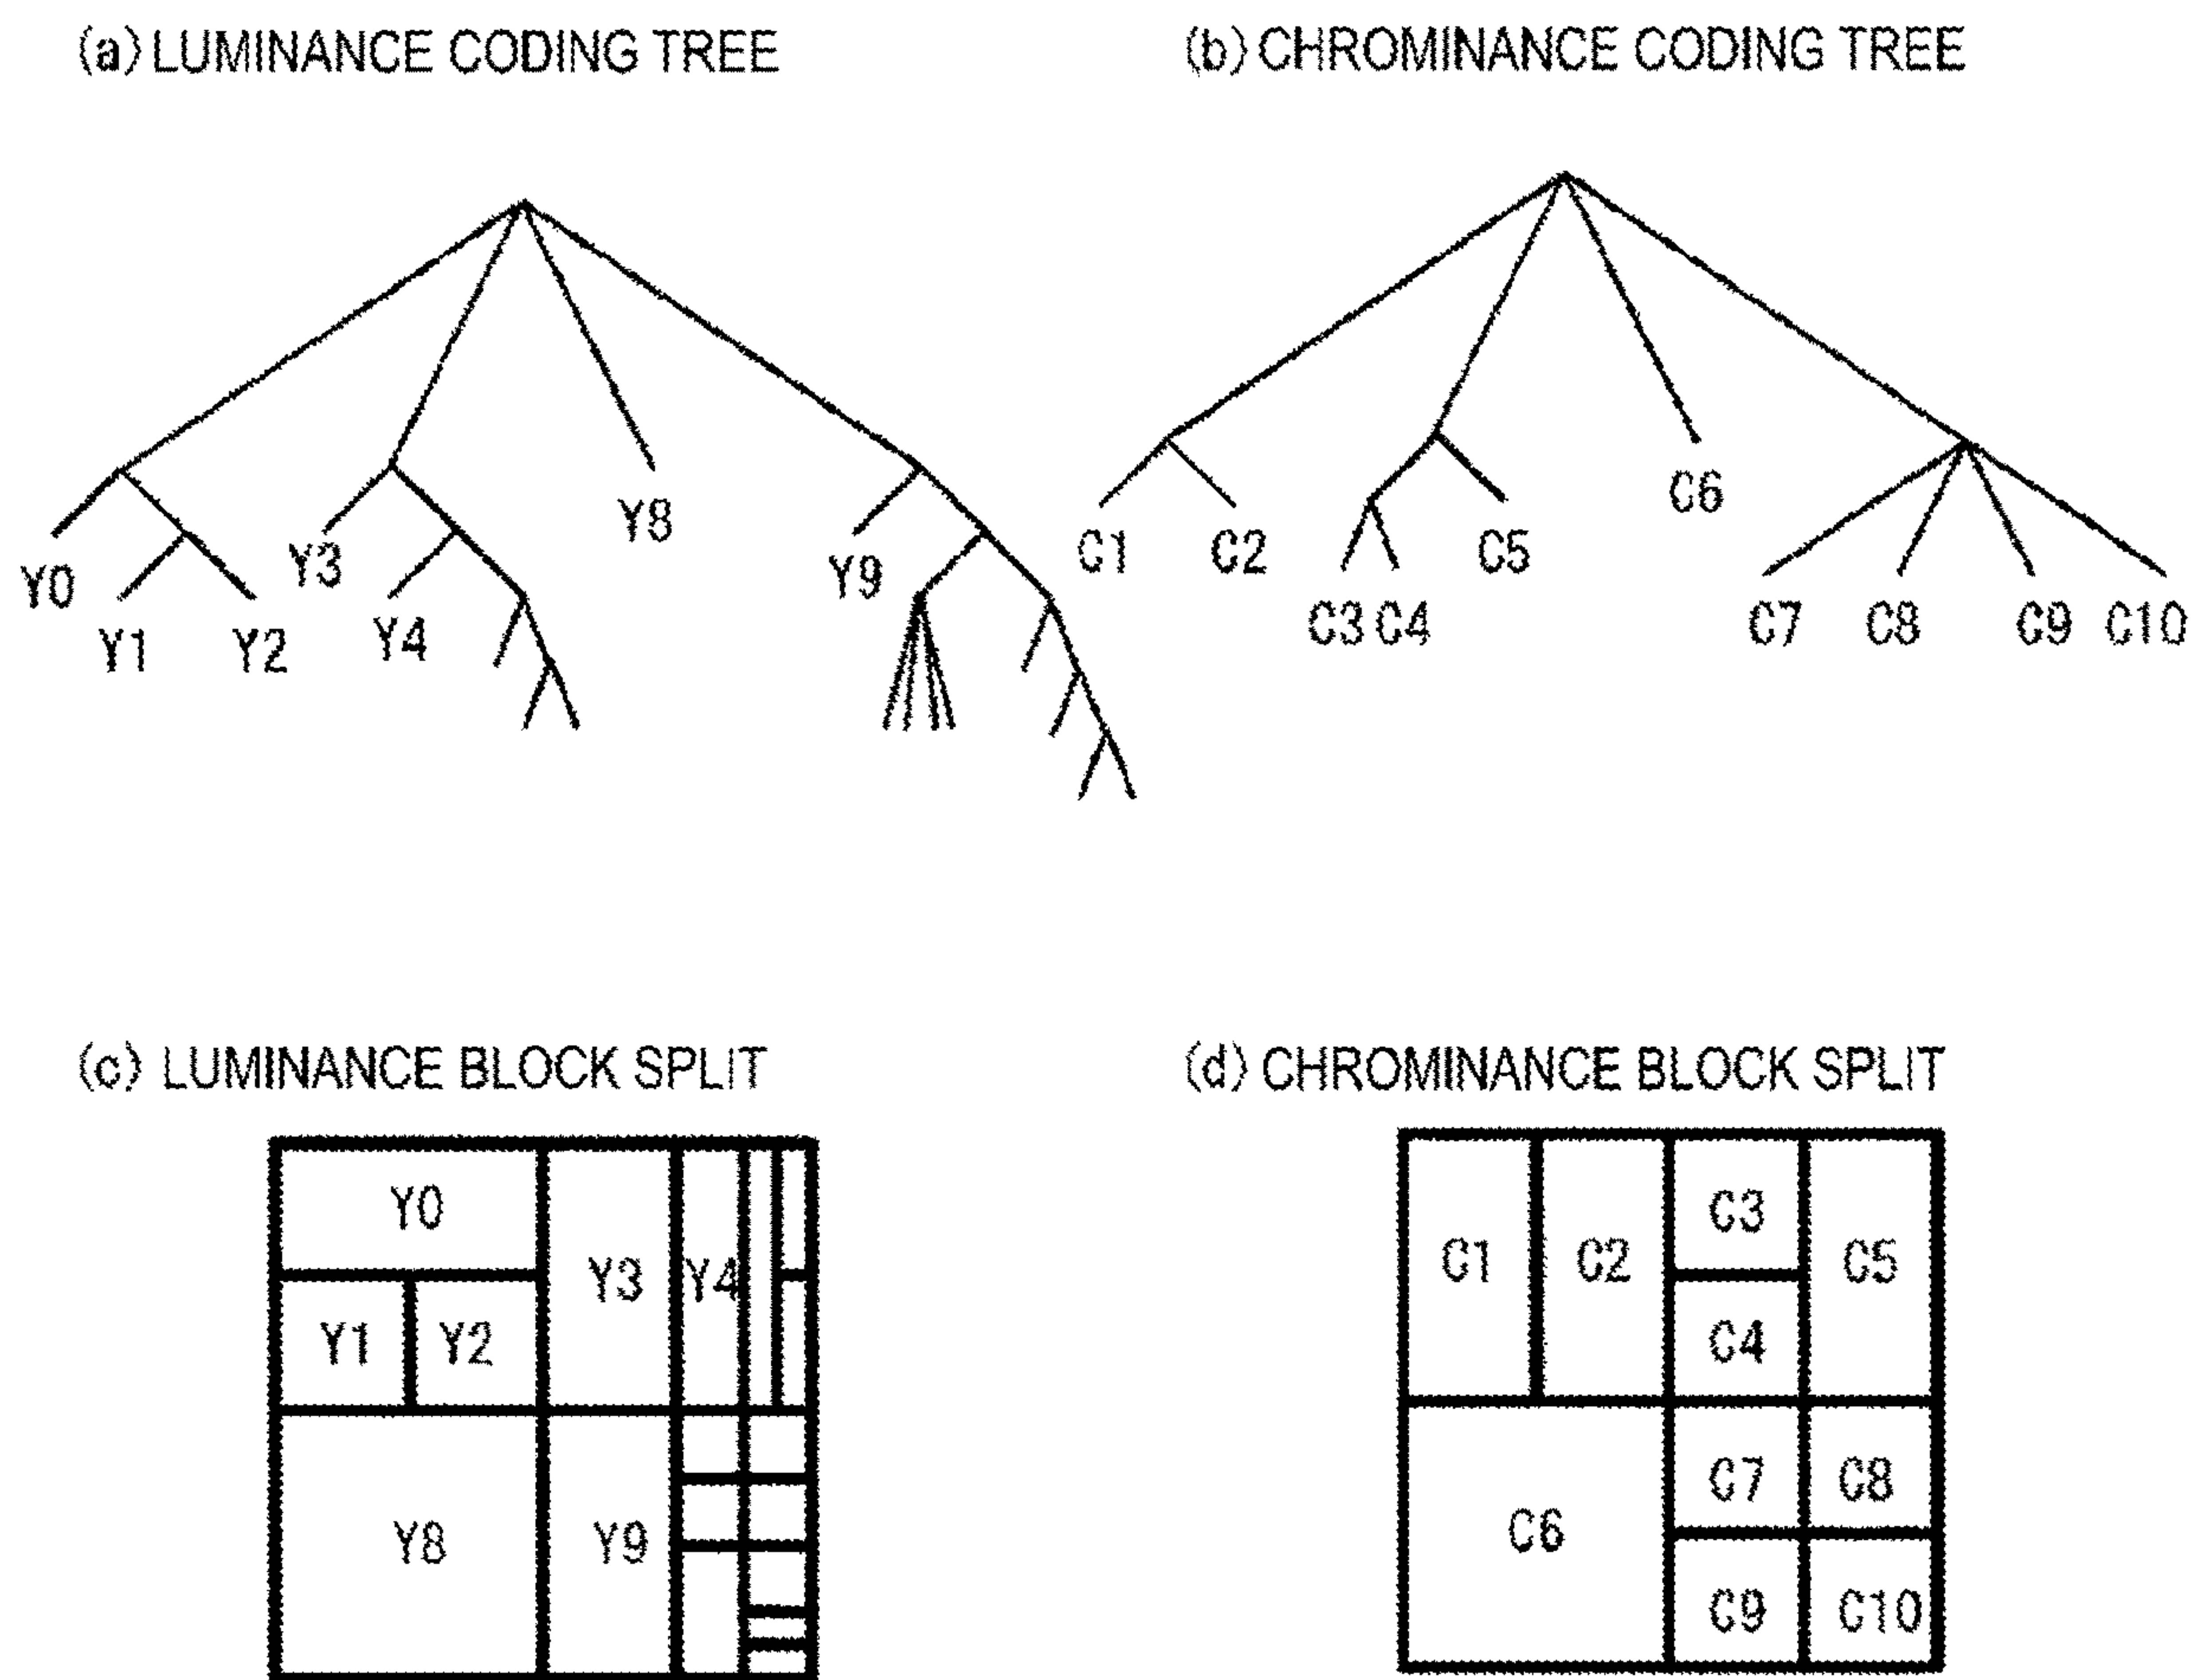 (a) LUMINANCE CODING TREE
Y0
Y1
Y2
Y3
Y4
Y8
Y9
(b) CHROMINANCE CODING TREE
C1
C2
C3 C4
C5
C6
C7
C8
C9
C10
(c) LUMINANCE BLOCK SPLIT
Y0
Y1
Y2
Y3
Y4
Y8
Y9
(d) CHROMINANCE BLOCK SPLIT
C1
C2
C3
C4
C5
C6
C7
C8
C9
C10